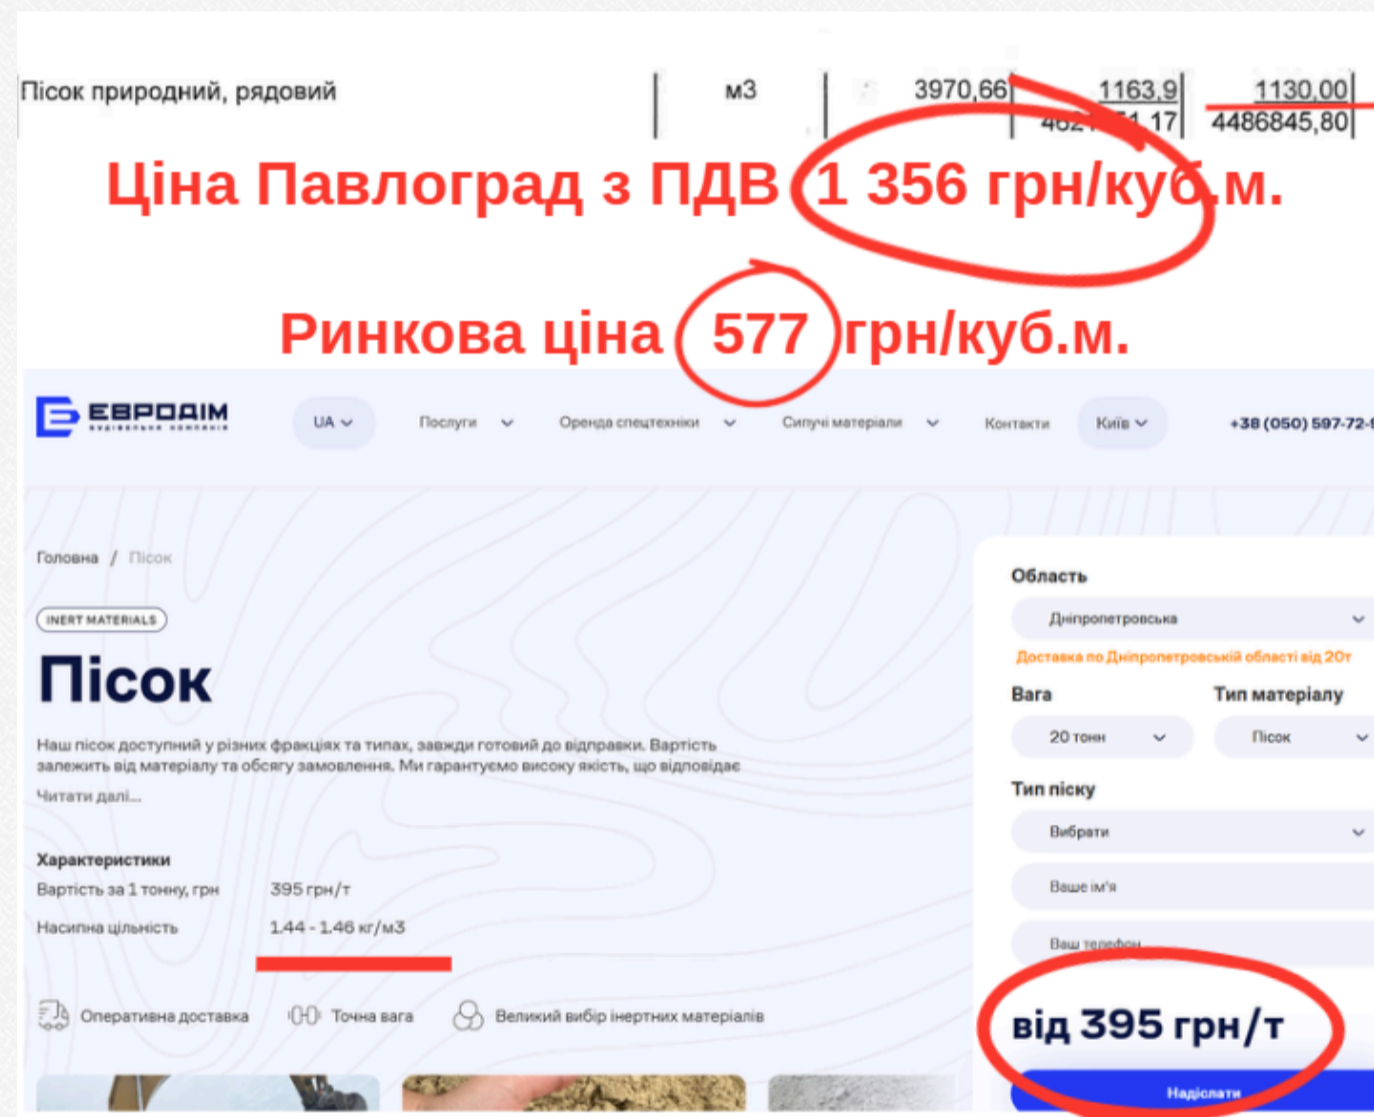 Пісок природний, рядовий м3 3970,66 1163,9 1130,00
17 4486845,80
Ціна Павлоград з ПДВ 1 356 грн/куб.м.
Ринкова ціна 577 грн/куб.м.
ЕВРОДІМ
БУДІВЕЛЬНА КОМПАНІЯ
UA Послуги Оренда спецтехніки Сипучі матеріали Контакти Київ +38 (050) 597-72-9
Головна / Пісок
INERT MATERIALS
Пісок
Наш пісок доступний у різних фракціях та типах, завжди готовий до відправки. Вартість
залежить від матеріалу та обсягу замовлення. Ми гарантуємо високу якість, що відповідає
Читати далі...
Характеристики
Вартість за 1 тонну, грн 395 грн/т
Насипна цільність 1.44 - 1.46 кг/м3
Оперативна доставка Точна вага Великий вибір інертних матеріалів
Область
Дніпропетровська
Доставка по Дніпропетровській області від 20т
Вага Тип матеріалу
20 тонн Пісок
Тип піску
Вибрати
Ваше ім'я
Ваш телефон
від 395 грн/т
Надіслати